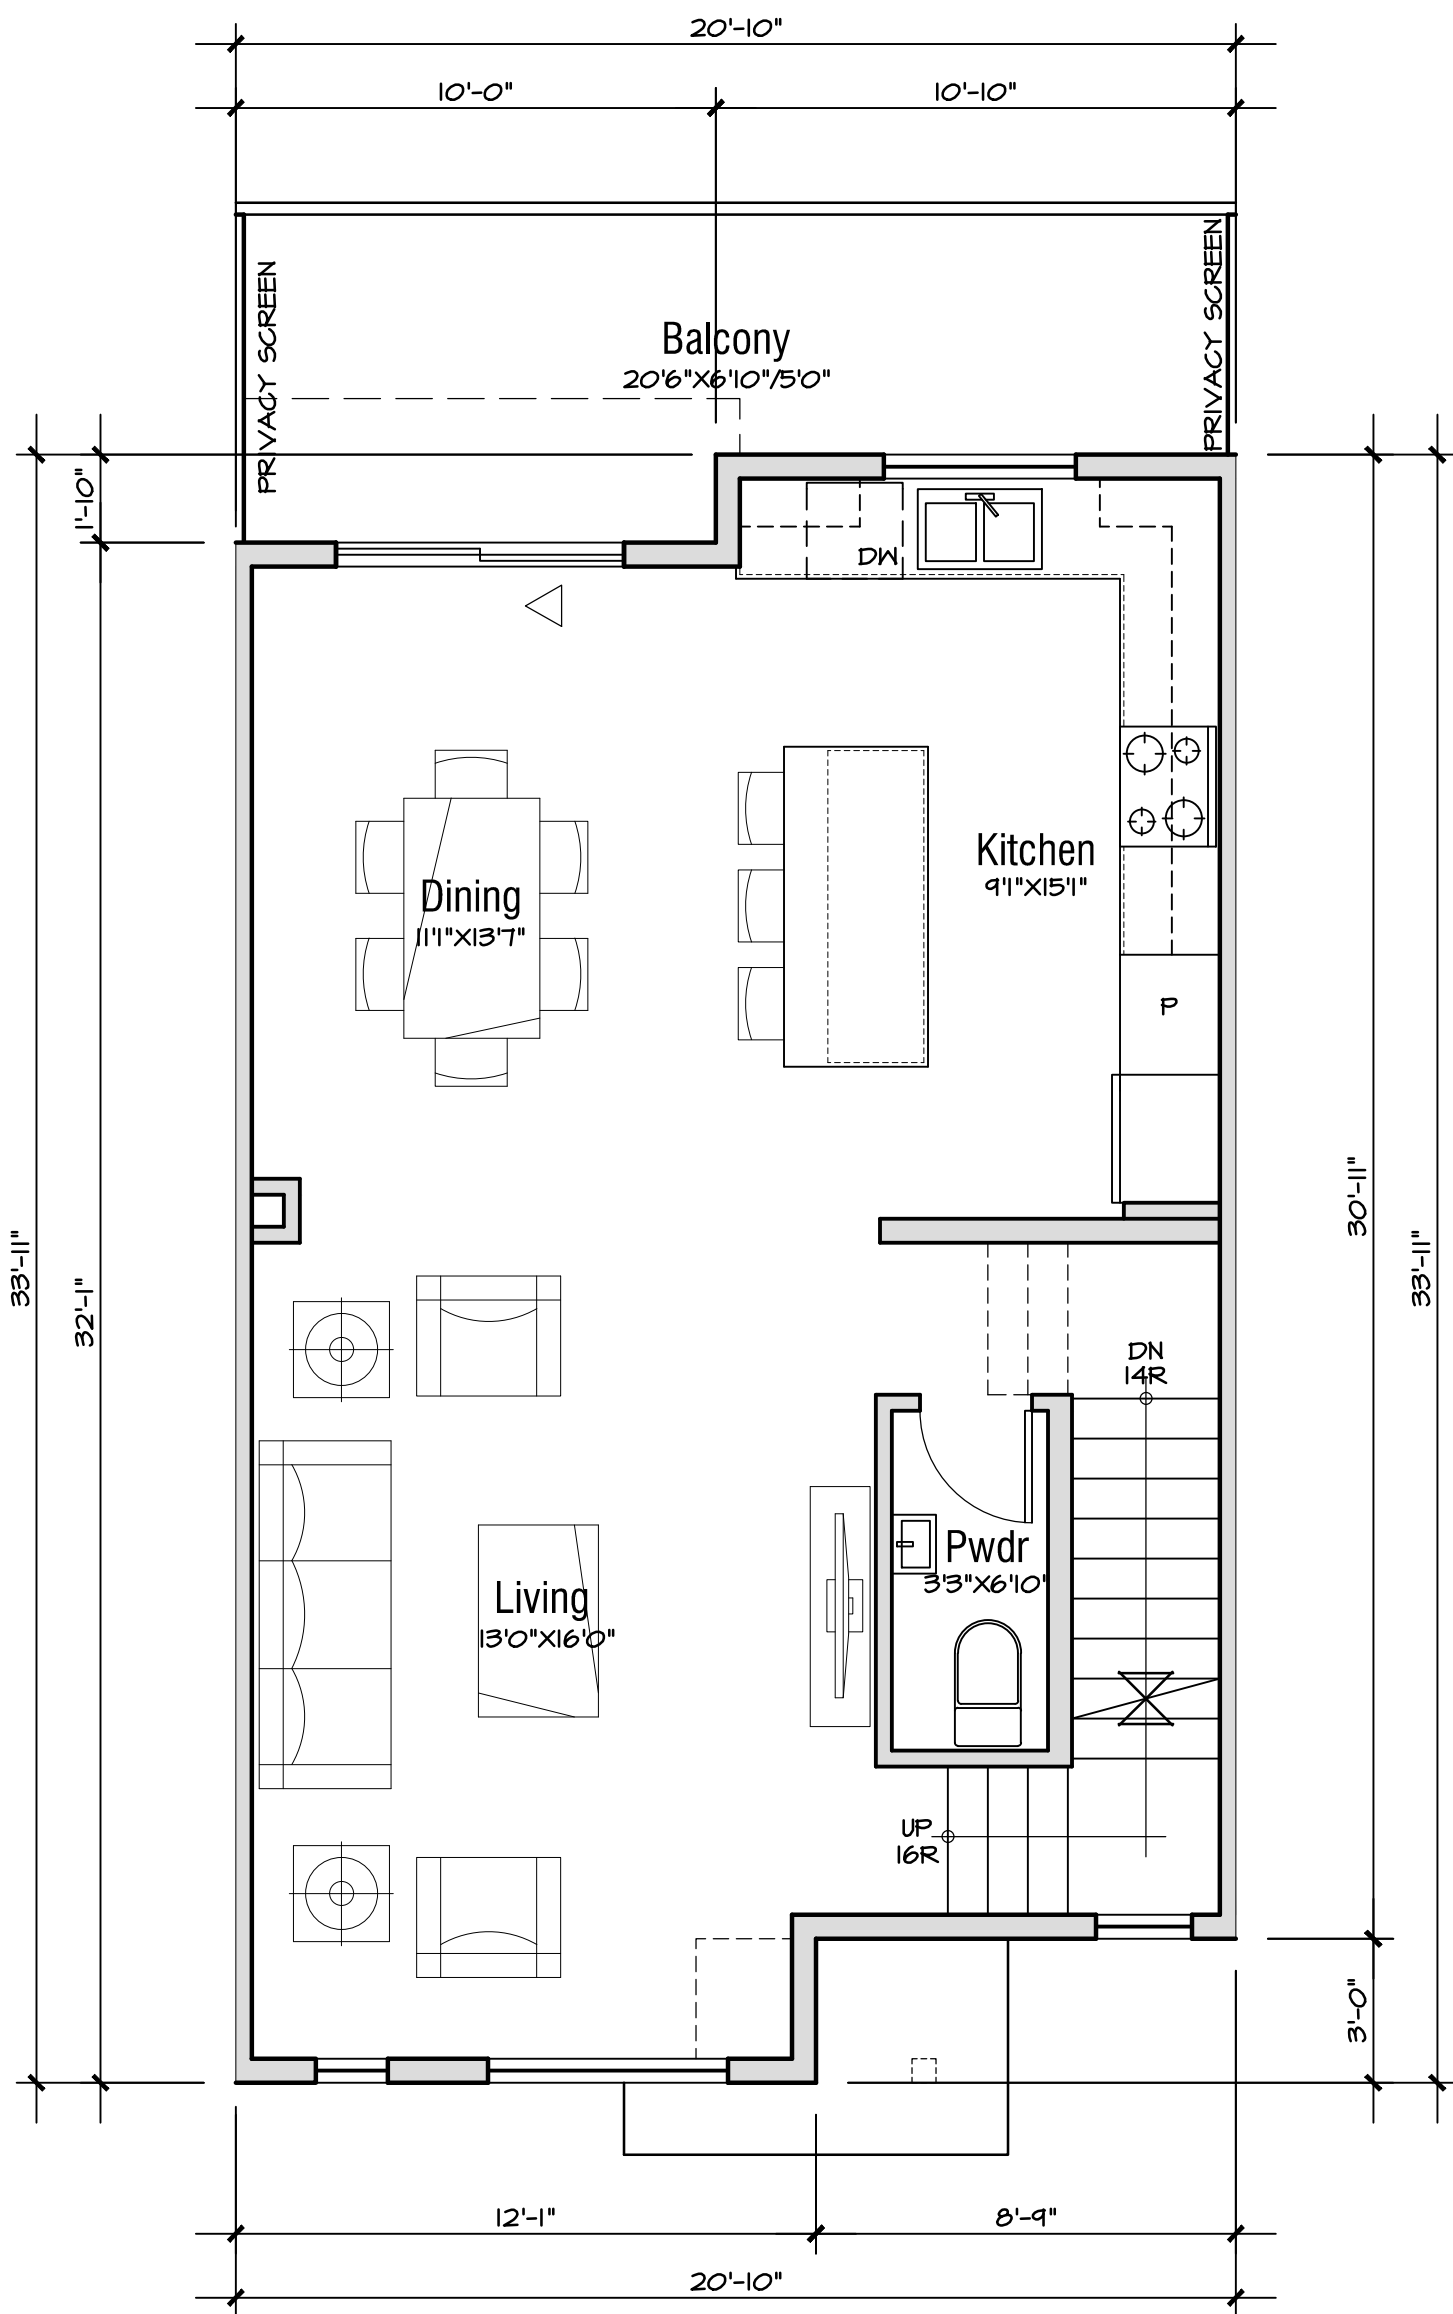 20'-10"
10'-0"
10'-10"
PRIVACY SCREEN
PRIVACY SCREEN
Balcony
20'6"X6'10"/5'0"
1'-10"
DW
Kitchen
9'1"X15'1"
Dining
11'1"X13'7"
P
33'-11"
32'-1"
30'-11"
33'-11"
DN
14R
Pwdr
3'3"X6'10"
Living
13'0"X16'0"
UP
16R
3'-0"
12'-1"
8'-9"
20'-10"